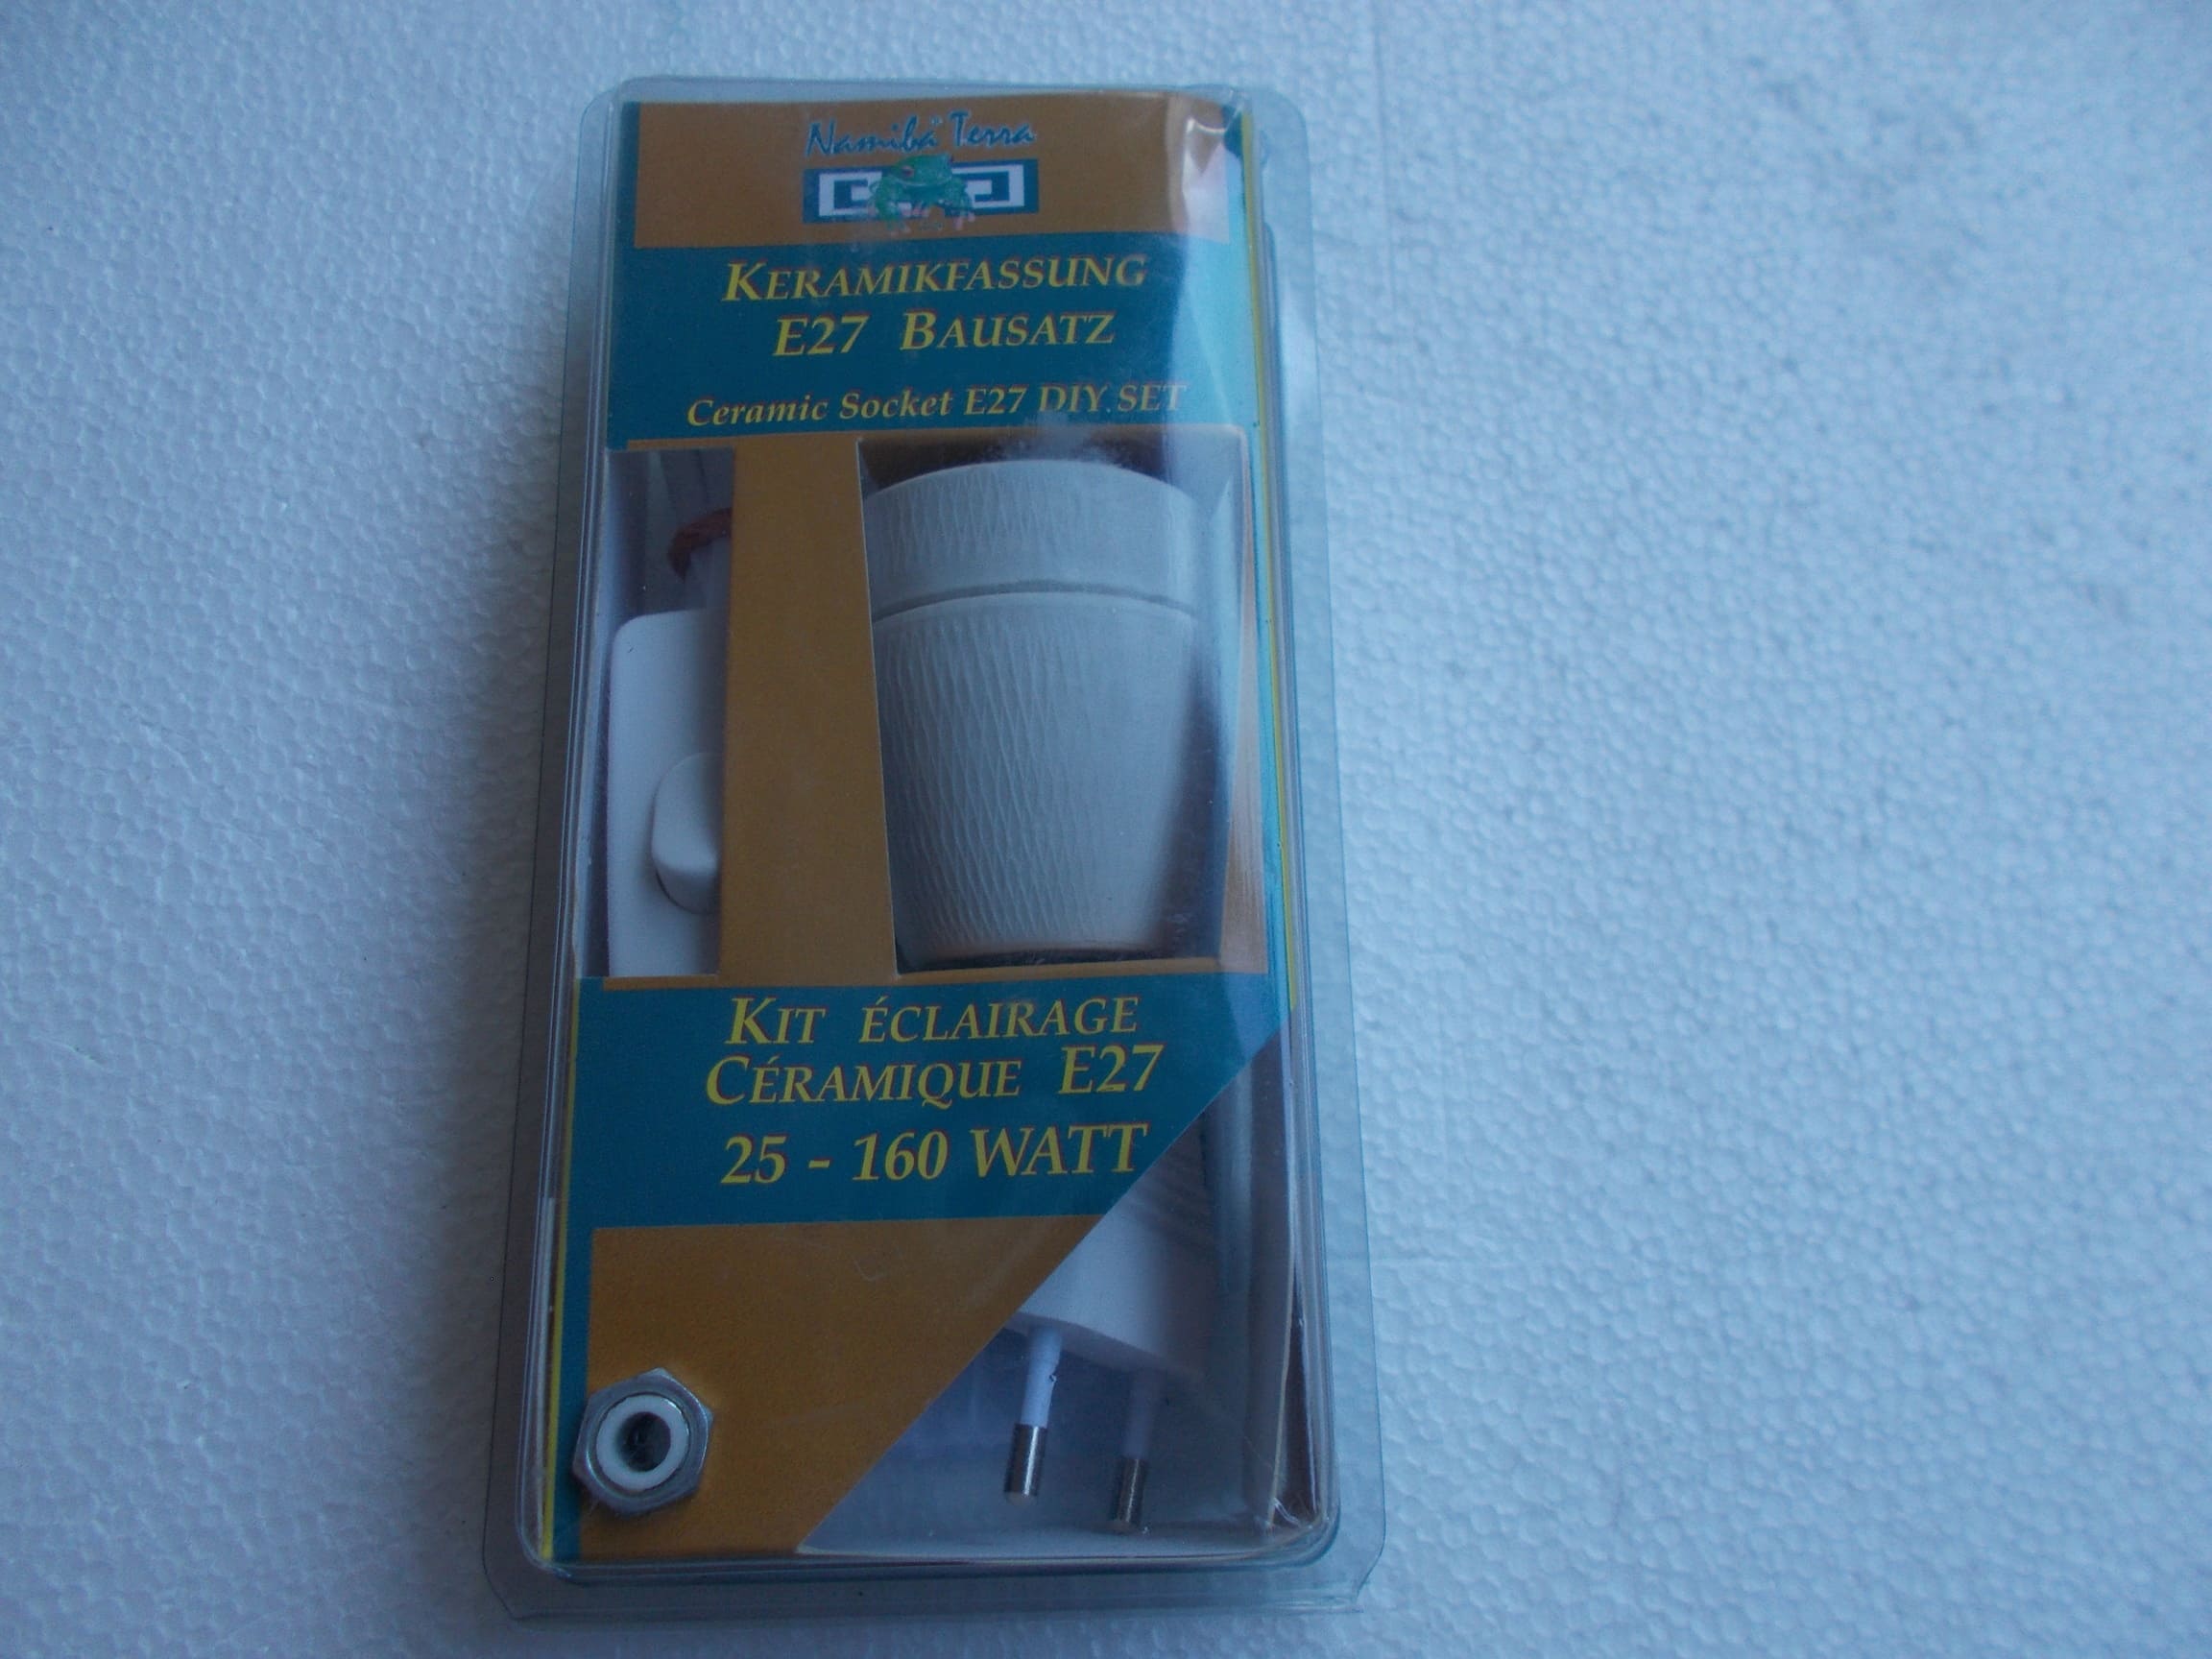 Namiba® Terra
KERAMIKFASSUNG
E27 BAUSATZ
Ceramic Socket E27 DIY SET
KIT ÉCLAIRAGE
CÉRAMIQUE E27
25 - 160 WATT